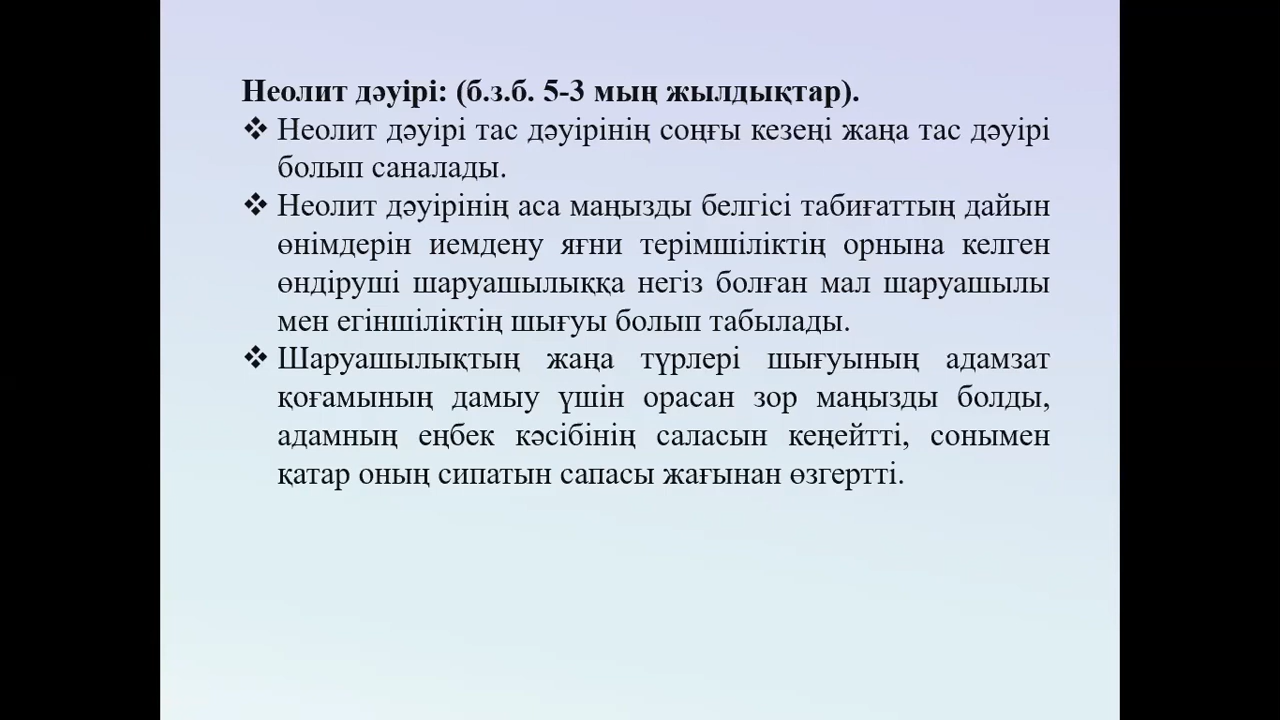 Неолит дәуірі: (б.з.б. 5-3 мың жылдықтар).
❖ Неолит дәуірі тас дәуірінің соңғы кезеңі жаңа тас дәуірі
болып саналады.
❖ Неолит дәуірінің аса маңызды белгісі табиғаттың дайын
өнімдерін иемдену яғни терімшіліктің орнына келген
өндіруші шаруашылыққа негіз болған мал шаруашылы
мен егіншіліктің шығуы болып табылады.
❖ Шаруашылықтың жаңа түрлері шығуының адамзат
қоғамының дамыу үшін орасан зор маңызды болды,
адамның еңбек кәсібінің саласын кеңейтті, сонымен
қатар оның сипатын сапасы жағынан өзгертті.